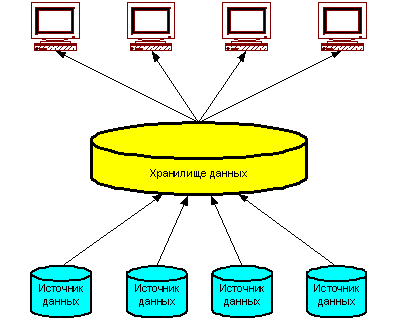 Хранилище данных
Источник
данных
Источник
данных
Источник
данных
Источник
данных